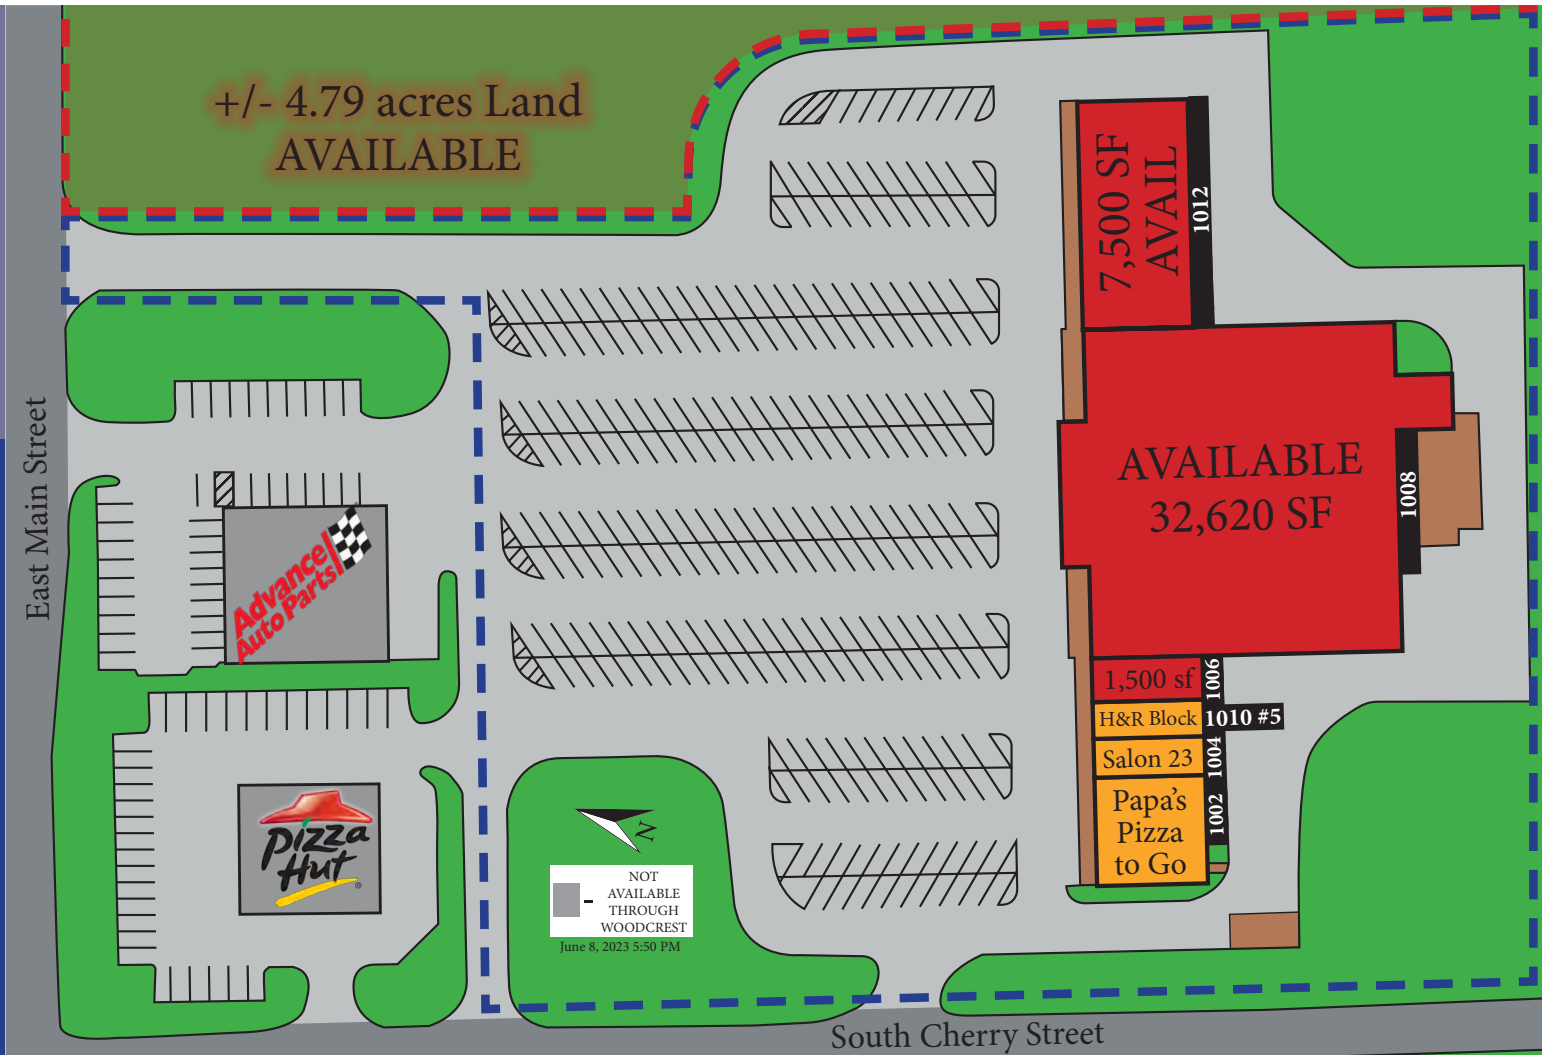 +/- 4.79 acres Land
AVAILABLE
7,500 SF
AVAIL
1012
East Main Street
AVAILABLE
32,620 SF
1008
Advance
Auto Parts
1,500 sf
1006
H&R Block
1010 #5
Salon 23
1004
Papa's
Pizza
to Go
1002
Pizza
Hut
®
N
NOT
AVAILABLE
THROUGH
WOODCREST
-
June 8, 2023 5:50 PM
South Cherry Street